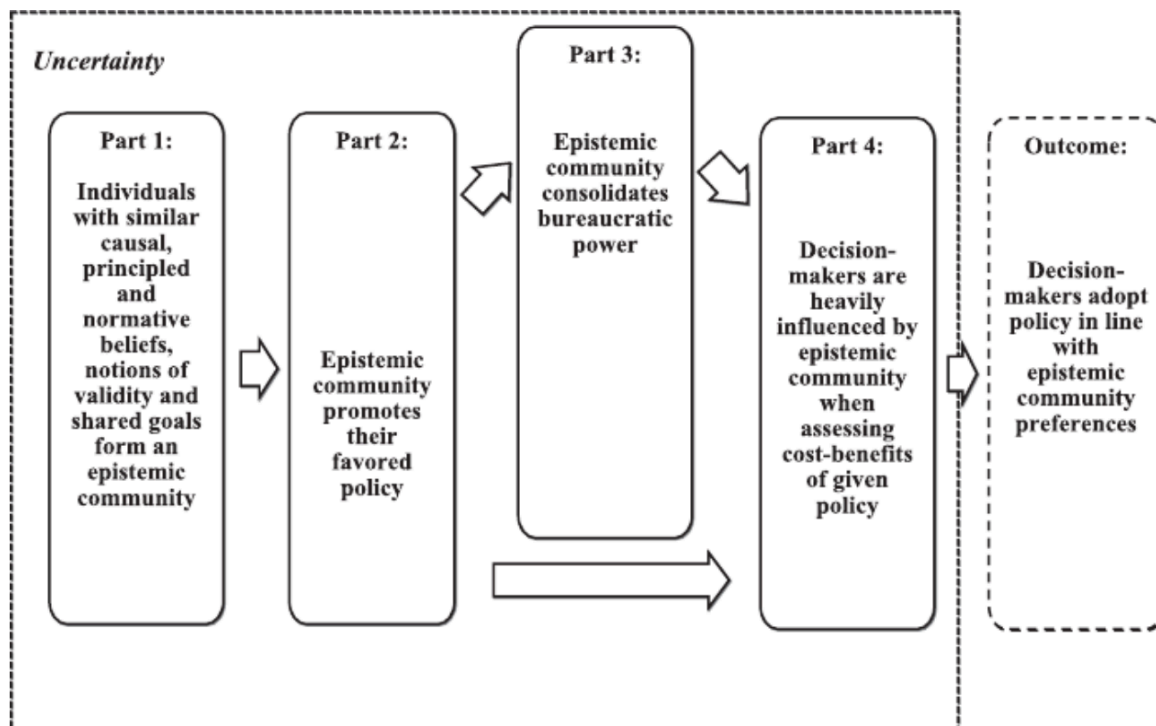 Uncertainty
Part 1:
Individuals
with similar
causal,
principled
and
normative
beliefs,
notions of
validity and
shared goals
form an
epistemic
community
Part 2:
Epistemic
community
promotes
their
favored
policy
Part 3:
Epistemic
community
consolidates
bureaucratic
power
Part 4:
Decision-
makers are
heavily
influenced by
epistemic
community
when
assessing
cost-benefits
of given
policy
Outcome:
Decision-
makers adopt
policy in line
with
epistemic
community
preferences